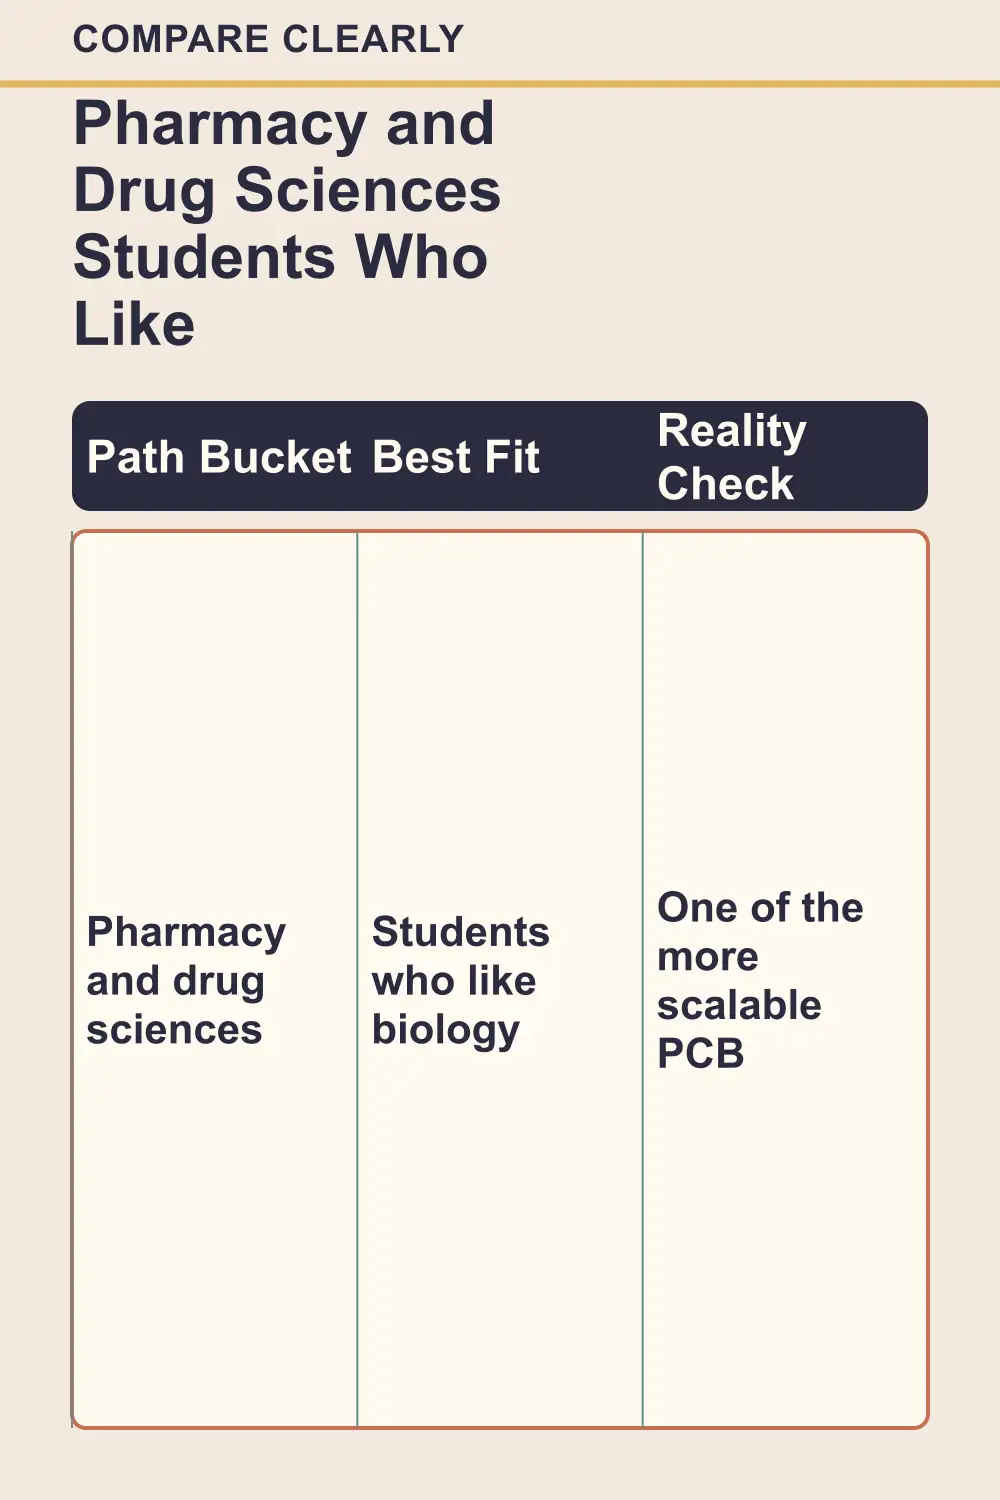 COMPARE CLEARLY
Pharmacy and
Drug Sciences
Students Who
Like
Path Bucket
Best Fit
Reality
Check
Pharmacy
and drug
sciences
Students
who like
biology
One of the
more
scalable
PCB